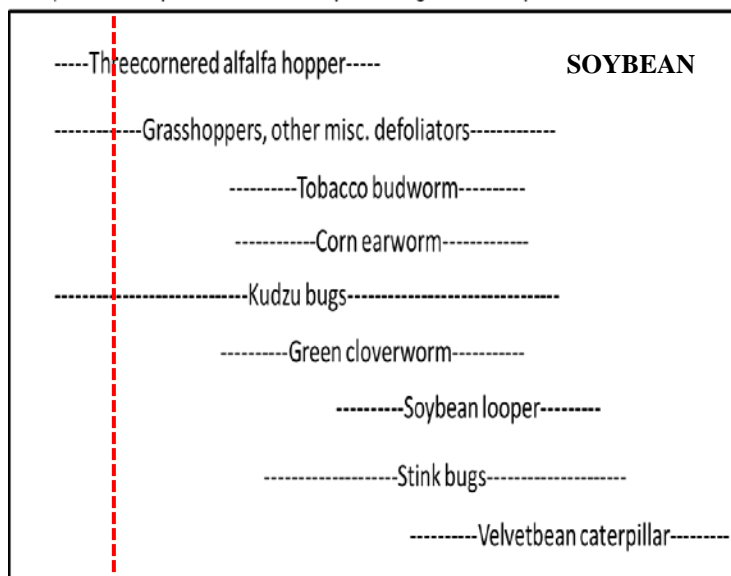 SOYBEAN
-----Threecornered alfalfa hopper-----
-------------Grasshoppers, other misc. defoliators-------------
----------Tobacco budworm----------
------------Corn earworm-------------
-----------------------------Kudzu bugs--------------------------------
----------Green cloverworm-----------
----------Soybean looper---------
--------------------Stink bugs---------------------
----------Velvetbean caterpillar---------